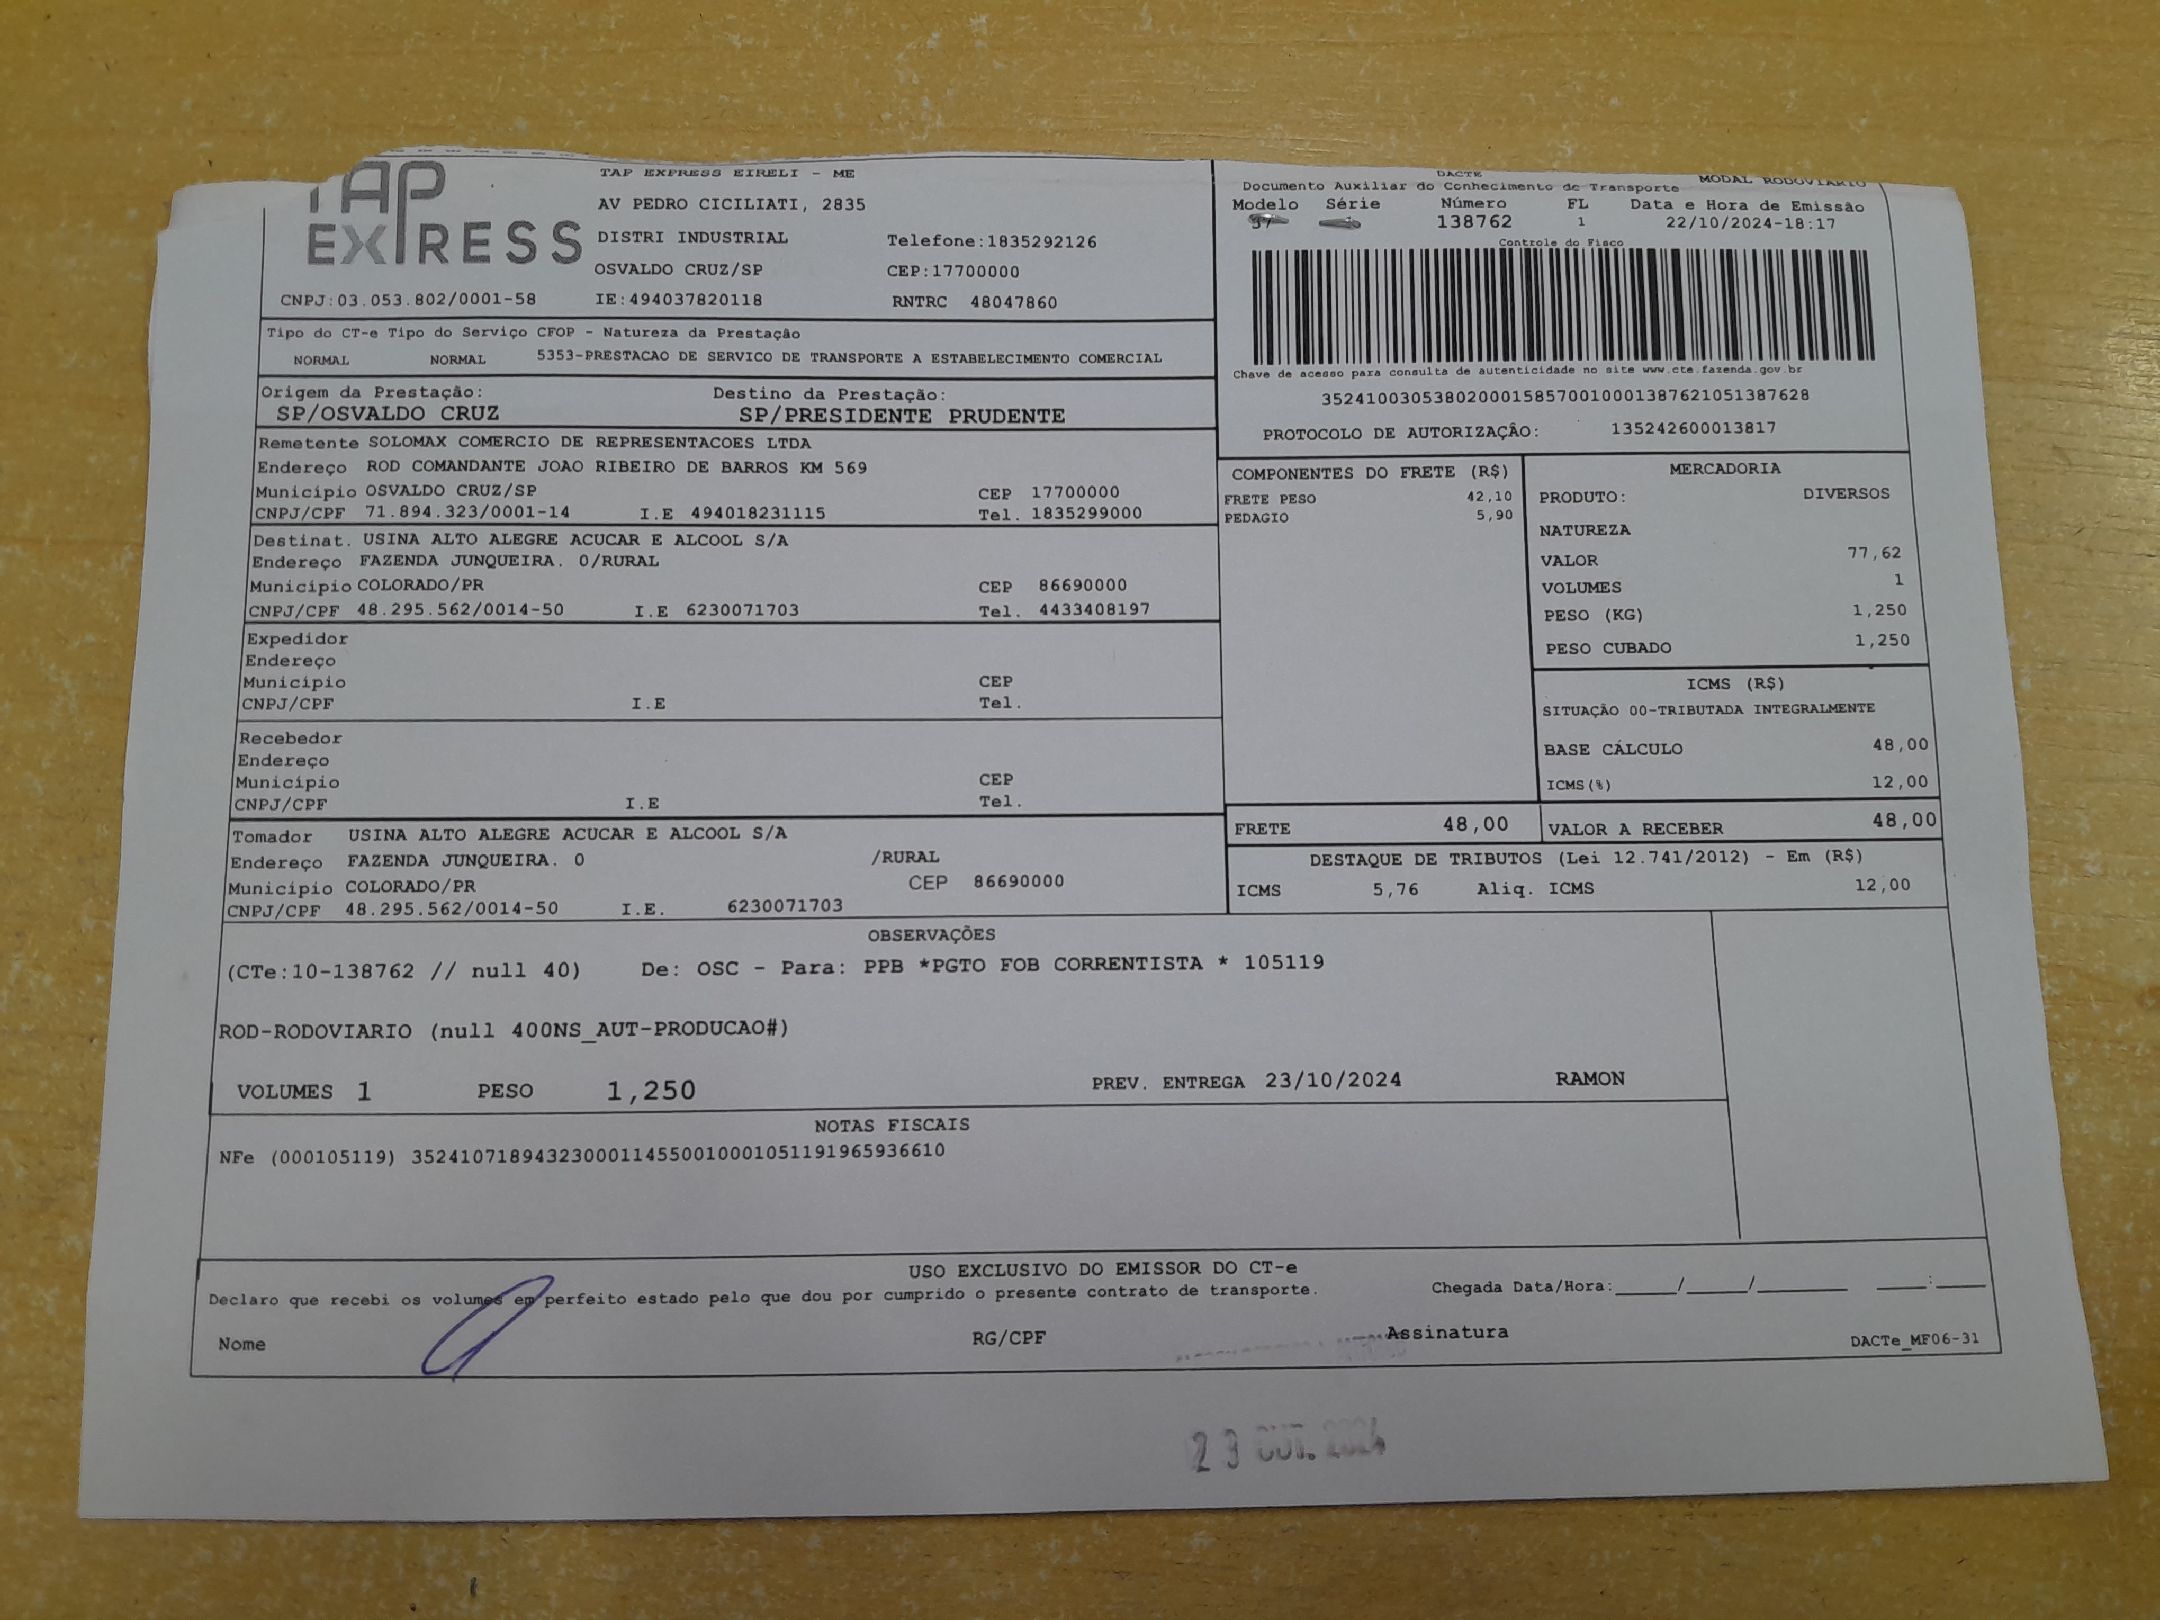 TAP
EXPRESS
TAP EXPRESS EIRELI - ME
AV PEDRO CICILIATI, 2835
DISTRI INDUSTRIAL Telefone:1835292126
OSVALDO CRUZ/SP CEP:17700000
CNPJ:03.053.802/0001-58 IE:494037820118 RNTRC 48047860
DACTE MODAL RODOVIARIO
Documento Auxiliar do Conhecimento de Transporte
Modelo Série Número FL Data e Hora de Emissão
57 138762 1 22/10/2024-18:17
Controle do Fisco
Chave de acesso para consulta de autenticidade no site www.cte.fazenda.gov.br
35241003053802000158570010001387621051387628
PROTOCOLO DE AUTORIZAÇÃO: 135242600013817
Tipo do CT-e Tipo do Serviço CFOP - Natureza da Prestação
NORMAL NORMAL 5353-PRESTACAO DE SERVICO DE TRANSPORTE A ESTABELECIMENTO COMERCIAL
Origem da Prestação: Destino da Prestação:
SP/OSVALDO CRUZ SP/PRESIDENTE PRUDENTE
Remetente SOLOMAX COMERCIO DE REPRESENTACOES LTDA
Endereço ROD COMANDANTE JOAO RIBEIRO DE BARROS KM 569
Município OSVALDO CRUZ/SP CEP 17700000
CNPJ/CPF 71.894.323/0001-14 I.E 494018231115 Tel. 1835299000
Destinat. USINA ALTO ALEGRE ACUCAR E ALCOOL S/A
Endereço FAZENDA JUNQUEIRA. 0/RURAL
Município COLORADO/PR CEP 86690000
CNPJ/CPF 48.295.562/0014-50 I.E 6230071703 Tel. 4433408197
Expedidor
Endereço
Município CEP
CNPJ/CPF I.E Tel.
Recebedor
Endereço
Município CEP
CNPJ/CPF I.E Tel.
Tomador USINA ALTO ALEGRE ACUCAR E ALCOOL S/A
Endereço FAZENDA JUNQUEIRA. 0 /RURAL
Município COLORADO/PR CEP 86690000
CNPJ/CPF 48.295.562/0014-50 I.E. 6230071703
COMPONENTES DO FRETE (R$)
FRETE PESO 42,10
PEDAGIO 5,90
MERCADORIA
PRODUTO: DIVERSOS
NATUREZA
VALOR 77,62
VOLUMES 1
PESO (KG) 1,250
PESO CUBADO 1,250
ICMS (R$)
SITUAÇÃO 00-TRIBUTADA INTEGRALMENTE
BASE CÁLCULO 48,00
ICMS(%) 12,00
FRETE 48,00 VALOR A RECEBER 48,00
DESTAQUE DE TRIBUTOS (Lei 12.741/2012) - Em (R$)
ICMS 5,76 Aliq. ICMS 12,00
OBSERVAÇÕES
(CTe:10-138762 // null 40) De: OSC - Para: PPB *PGTO FOB CORRENTISTA * 105119
ROD-RODOVIARIO (null 400NS_AUT-PRODUCAO#)
VOLUMES 1 PESO 1,250 PREV. ENTREGA 23/10/2024 RAMON
NOTAS FISCAIS
NFe (000105119) 35241071894323000114550010001051191965936610
USO EXCLUSIVO DO EMISSOR DO CT-e
Declaro que recebi os volumes em perfeito estado pelo que dou por cumprido o presente contrato de transporte. Chegada Data/Hora:____/____/______ ___:___
Nome RG/CPF Assinatura DACTe_MF06-31
23 OUT. 2024